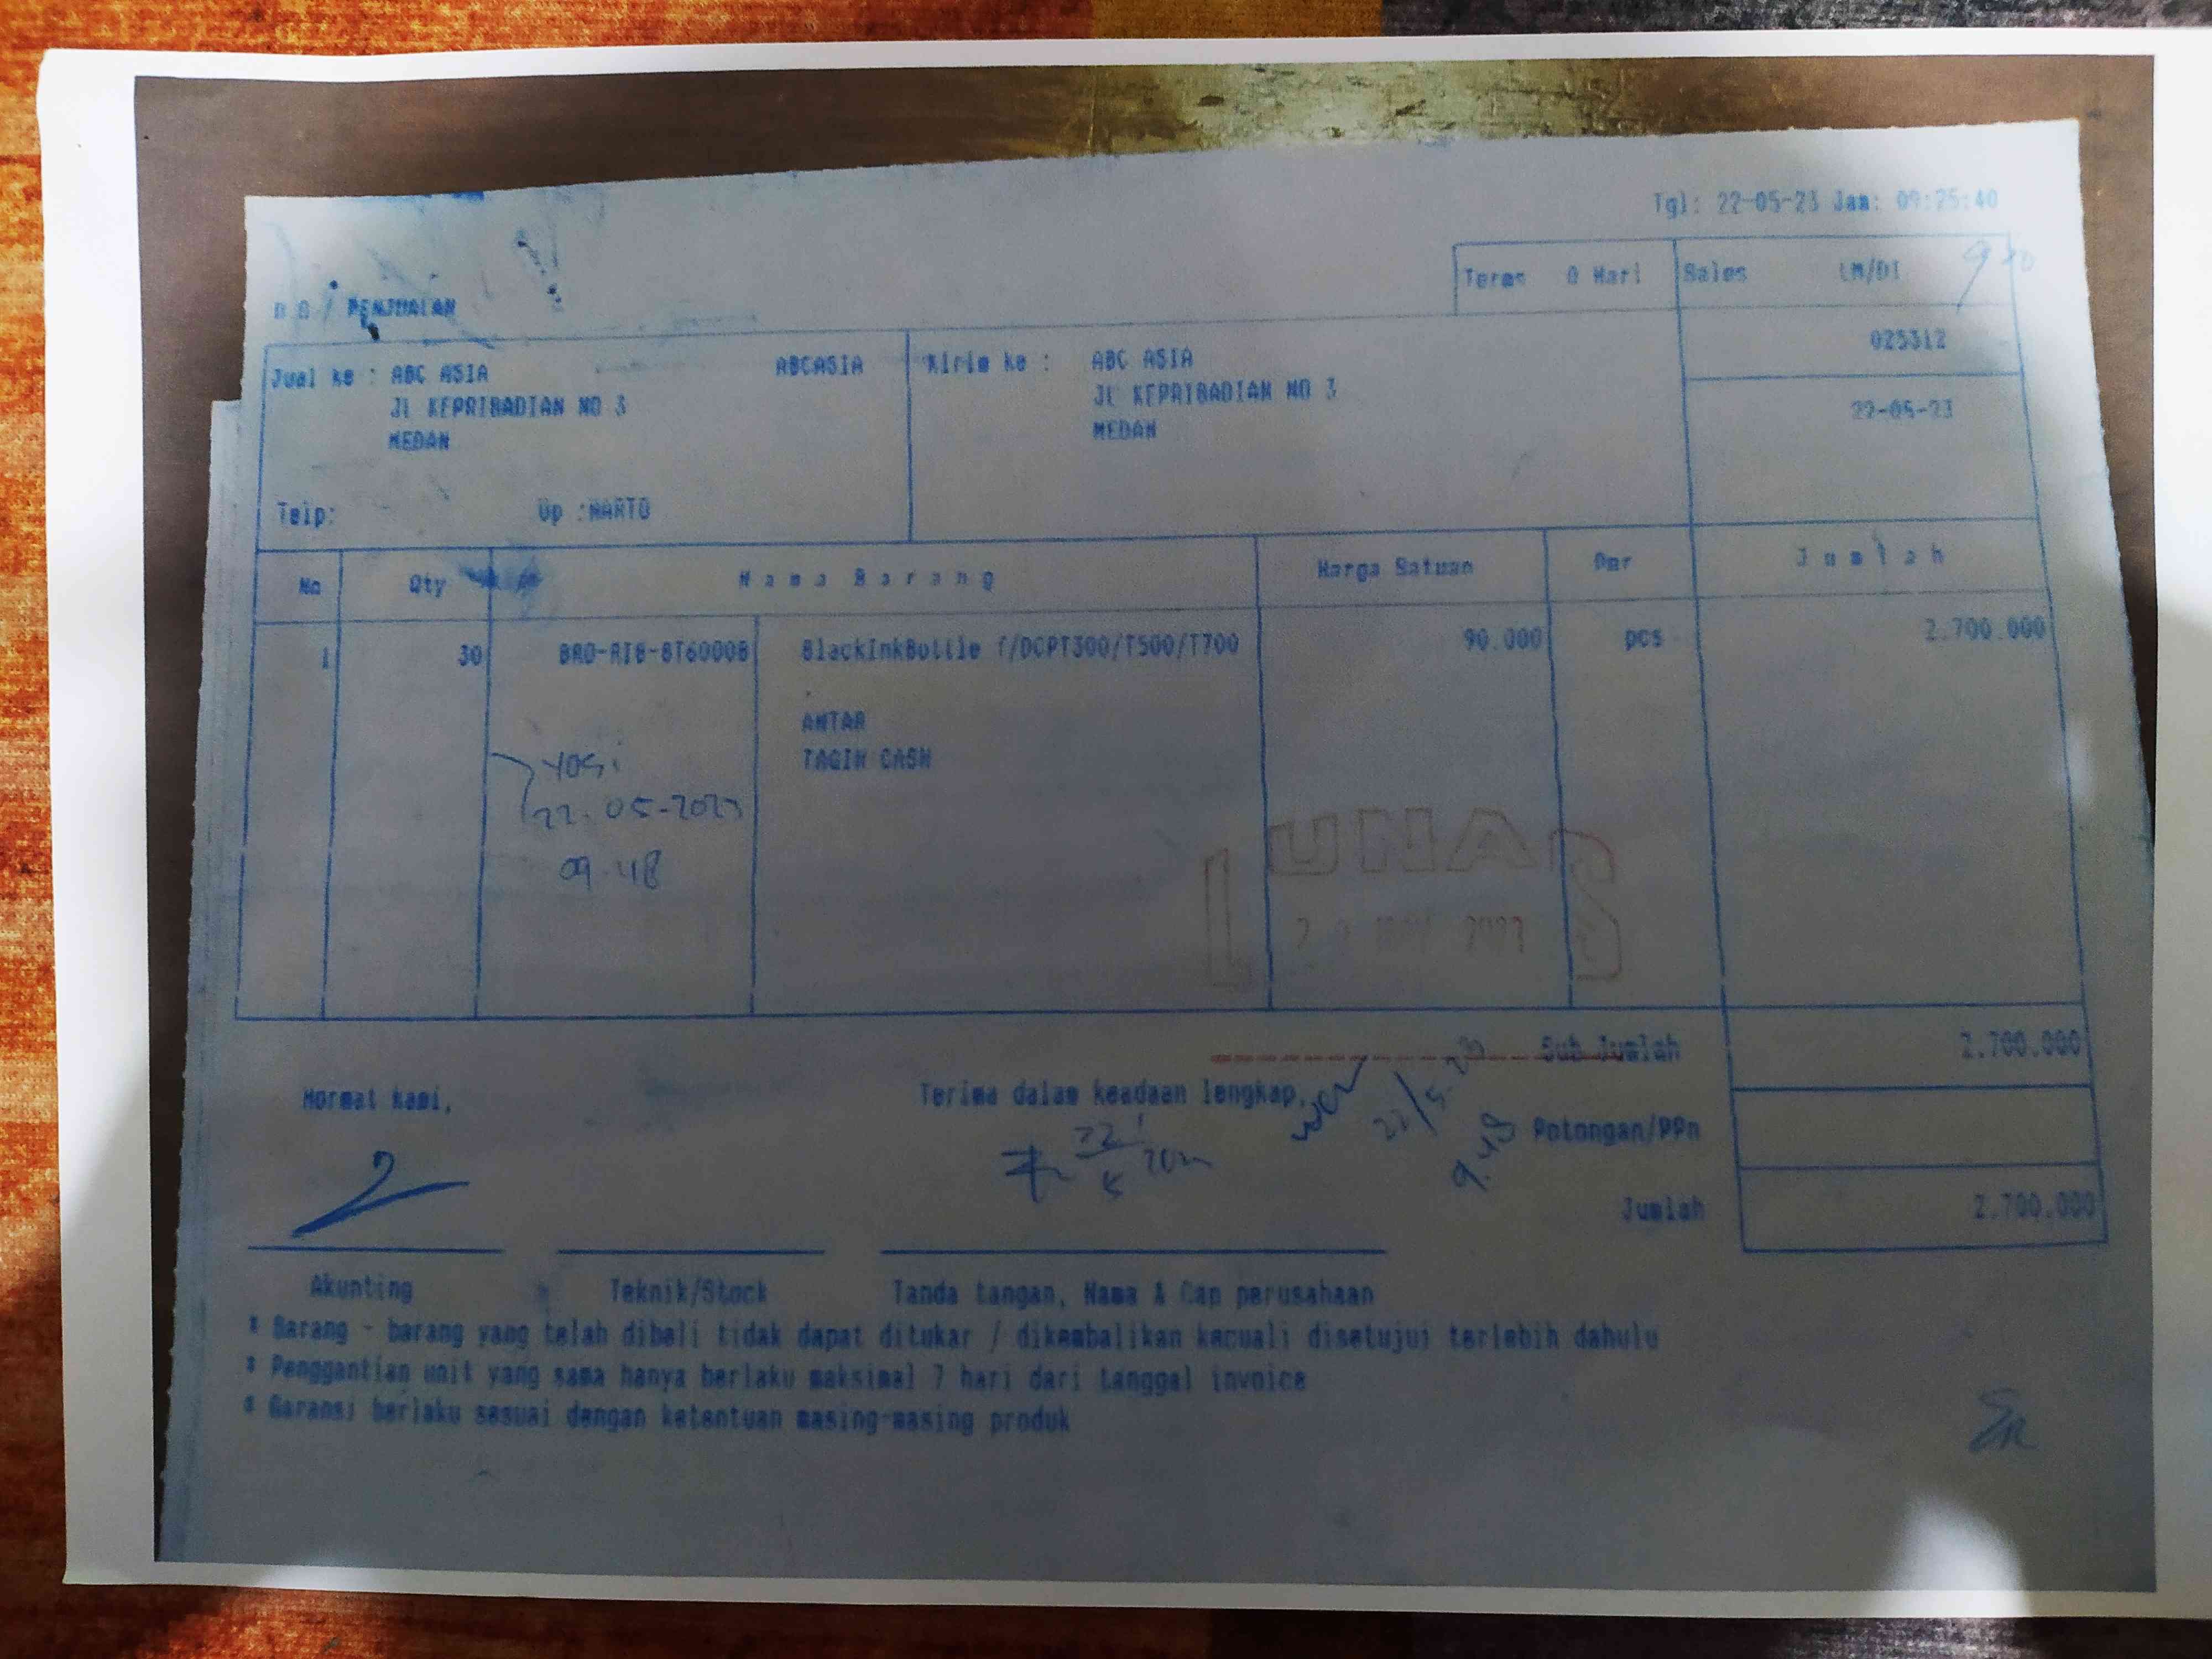 Tgl: 22-05-23 Jam: 09:25:40
Terms 0 Hari Sales LM/DI
PENJUALAN
025312
22-05-23
Jual ke : ABC ASIA ABCASIA
JL KEPRIBADIAN NO 3
MEDAN
Telp: Up :
Kirim ke : ABC ASIA
JL KEPRIBADIAN NO 3
MEDAN
No Qty Nama Barang Harga Satuan Per Jumlah
1 30 BRO-RIB-BT6000B BlackInkBottle f/DCPT300/T500/T700 90.000 pcs 2.700.000
ANTAR
TAGIH CASH
Yosi
22-05-2023
09.48
LUNAS
Sub Jumlah 2.700.000
Hormat kami, Terima dalam keadaan lengkap,
9.48
Potongan/PPn
Jumlah 2.700.000
Akunting Teknik/Stock Tanda tangan, Nama & Cap perusahaan
* Barang - barang yang telah dibeli tidak dapat ditukar / dikembalikan kecuali disetujui terlebih dahulu
* Penggantian unit yang sama hanya berlaku maksimal 7 hari dari tanggal invoice
* Garansi berlaku sesuai dengan ketentuan masing-masing produk